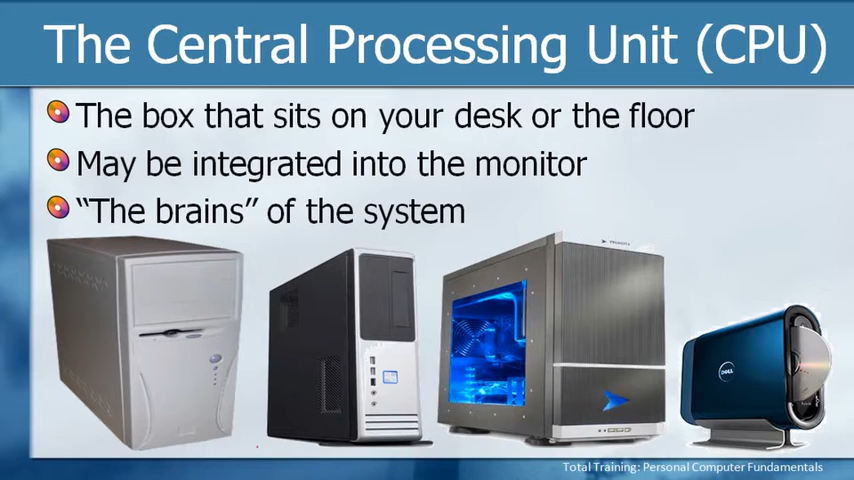 The Central Processing Unit (CPU)
The box that sits on your desk or the floor
May be integrated into the monitor
“The brains” of the system
DELL
Total Training: Personal Computer Fundamentals